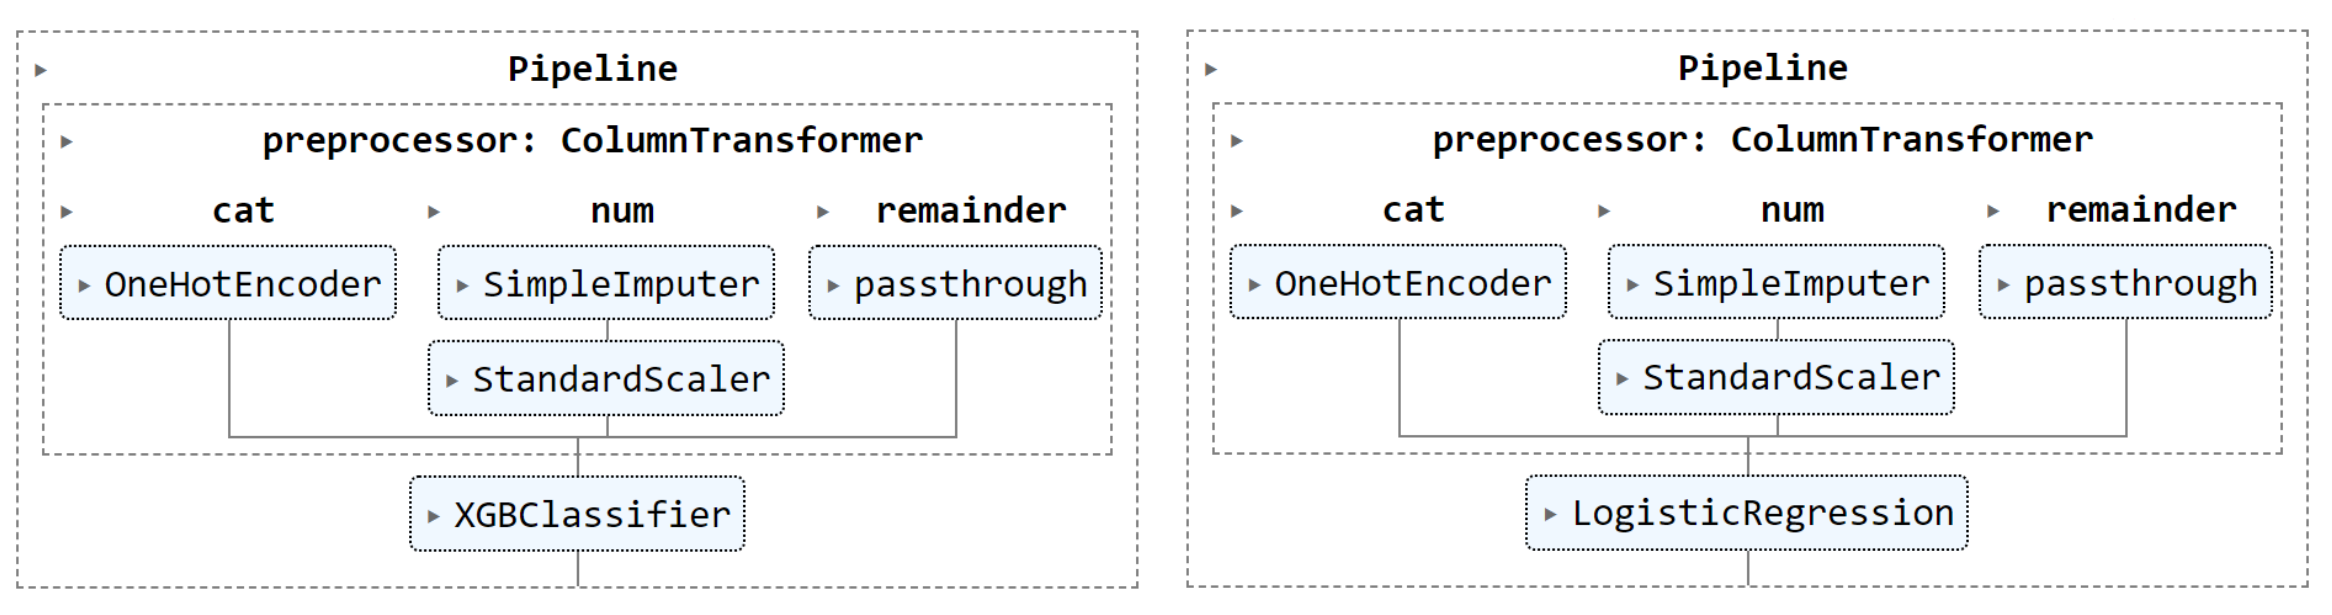 Pipeline
preprocessor: ColumnTransformer
cat num remainder
OneHotEncoder SimpleImputer passthrough
StandardScaler
XGBClassifier
Pipeline
preprocessor: ColumnTransformer
cat num remainder
OneHotEncoder SimpleImputer passthrough
StandardScaler
LogisticRegression